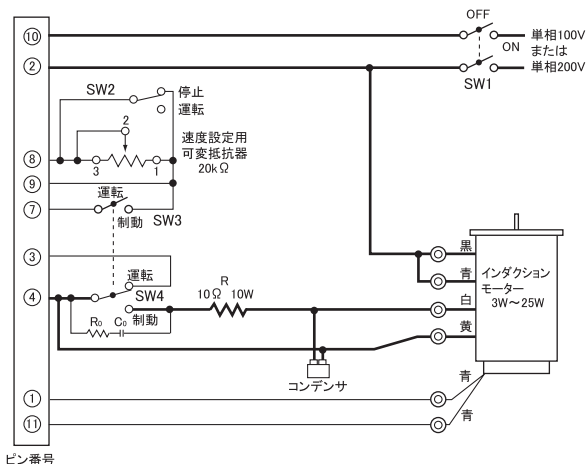 OFF
⑩
単相100V
ON
または
②
単相200V
SW1
SW2
停止
運転
2
速度設定用
可変抵抗器
20kΩ
⑧
3
1
⑨
運転
⑦
制動
SW3
③
運転
④
SW4
制動
R₀
C₀
R
10Ω 10W
黒
青
白
黄
インダクション
モーター
3W～25W
コンデンサ
青
①
⑪
青
ピン番号